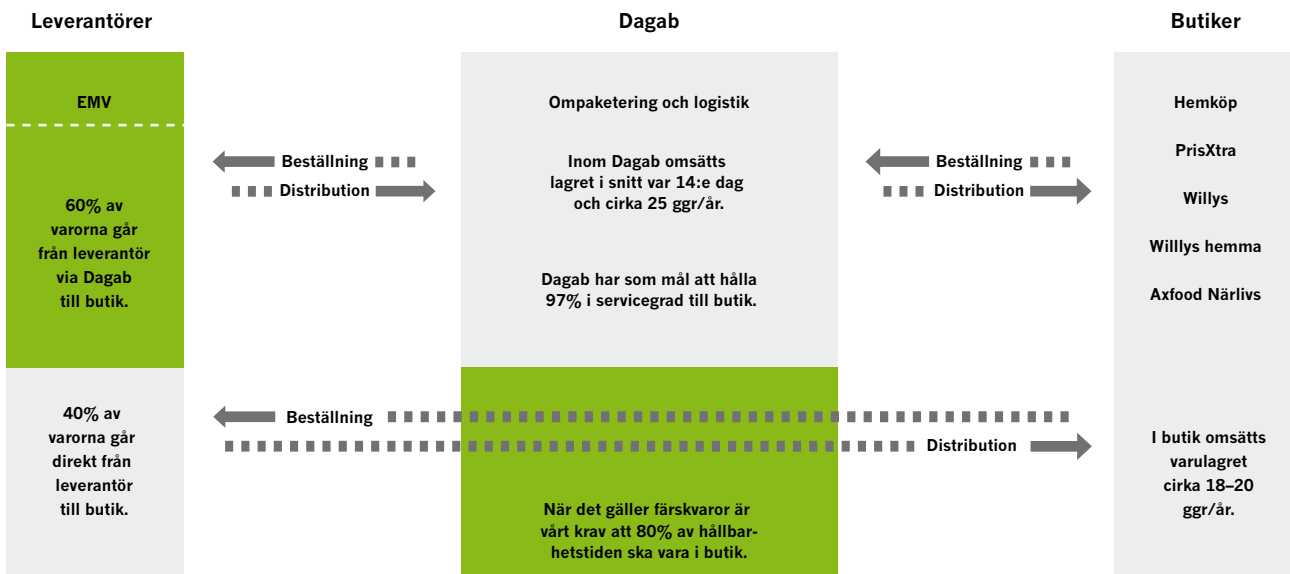 Leverantörer
Dagab
Butiker
EMV
60% av
varorna går
från leverantör
via Dagab
till butik.
40% av
varorna går
direkt från
leverantör
till butik.
Beställning
Distribution
Ompaketering och logistik
Inom Dagab omsätts
lagret i snitt var 14:e dag
och cirka 25 ggr/år.
Dagab har som mål att hålla
97% i servicegrad till butik.
Beställning
Distribution
Hemköp
PrisXtra
Willys
Willlys hemma
Axfood Närlivs
Beställning
Distribution
När det gäller färskvaror är
vårt krav att 80% av hållbar-
hetstiden ska vara i butik.
I butik omsätts
varulagret
cirka 18–20
ggr/år.